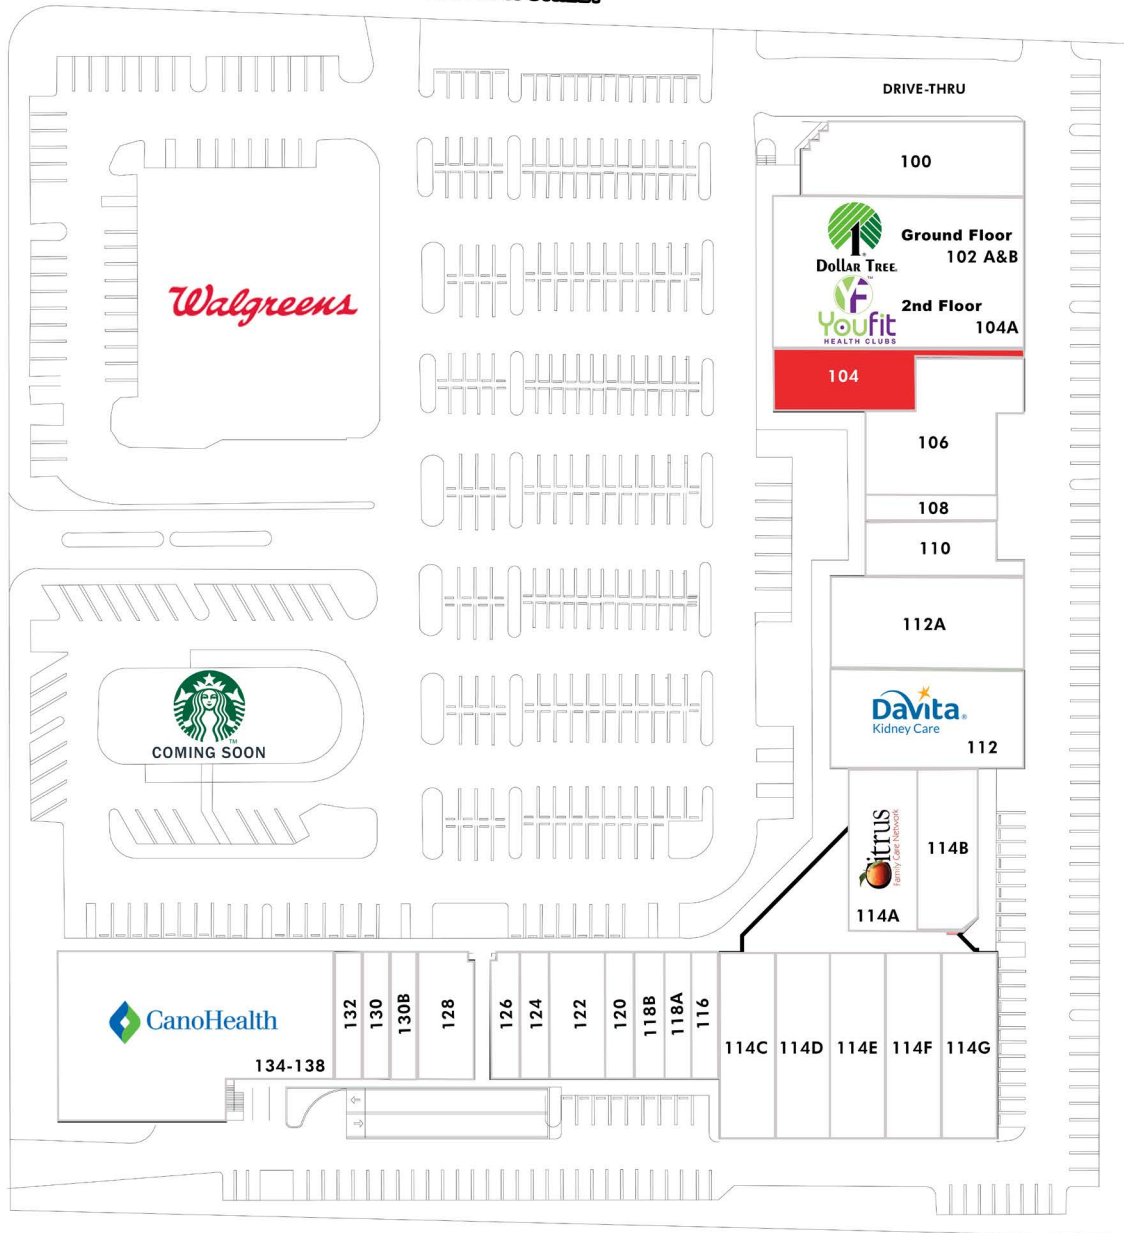 DRIVE-THRU
100
DOLLAR TREE
Ground Floor
102 A&B
YF
Youfit
HEALTH CLUBS
2nd Floor
104A
Walgreens
104
106
108
110
112A
DaVita
Kidney Care
112
TM
COMING SOON
Citrus
Family Care Network
114A
114B
CanoHealth
134-138
132
130
130B
128
126
124
122
120
118B
118A
116
114C
114D
114E
114F
114G